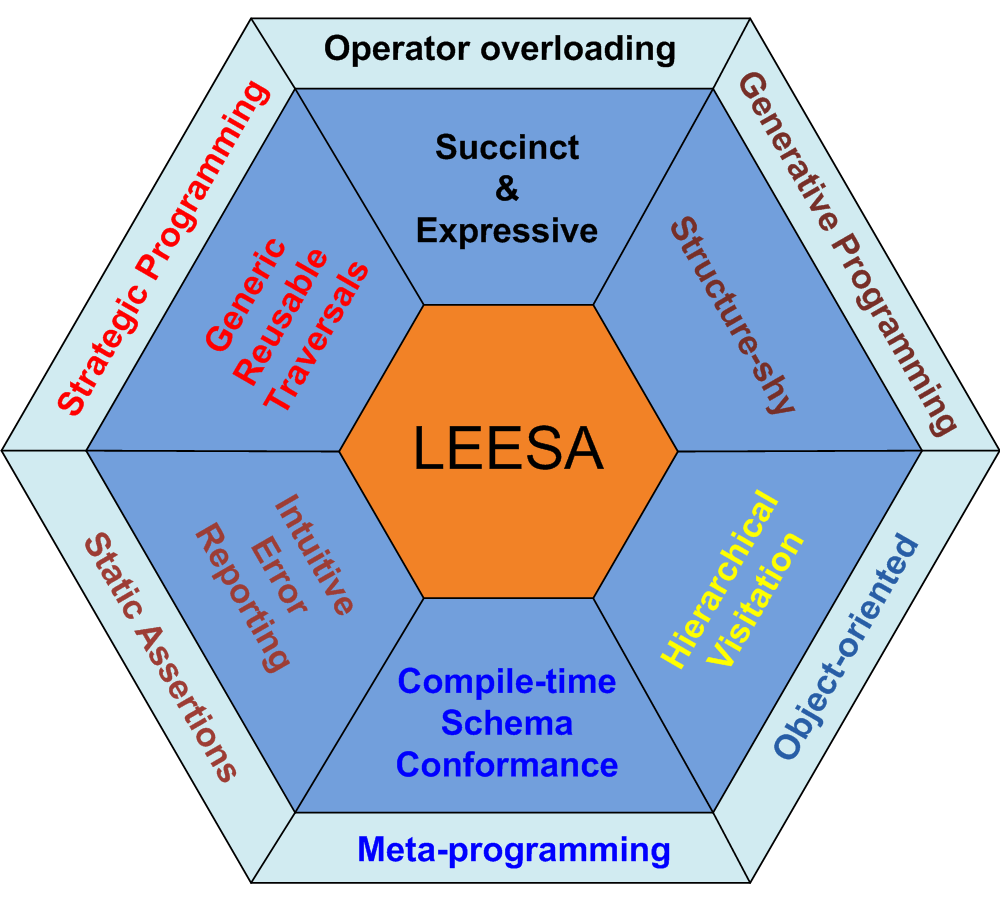 Operator overloading
Succinct
&
Expressive
Generative Programming
Structure-shy
Object-oriented
Hierarchical
Visitation
Meta-programming
Compile-time
Schema
Conformance
Static Assertions
Intuitive
Error
Reporting
Strategic Programming
Generic
Reusable
Traversals
LEESA